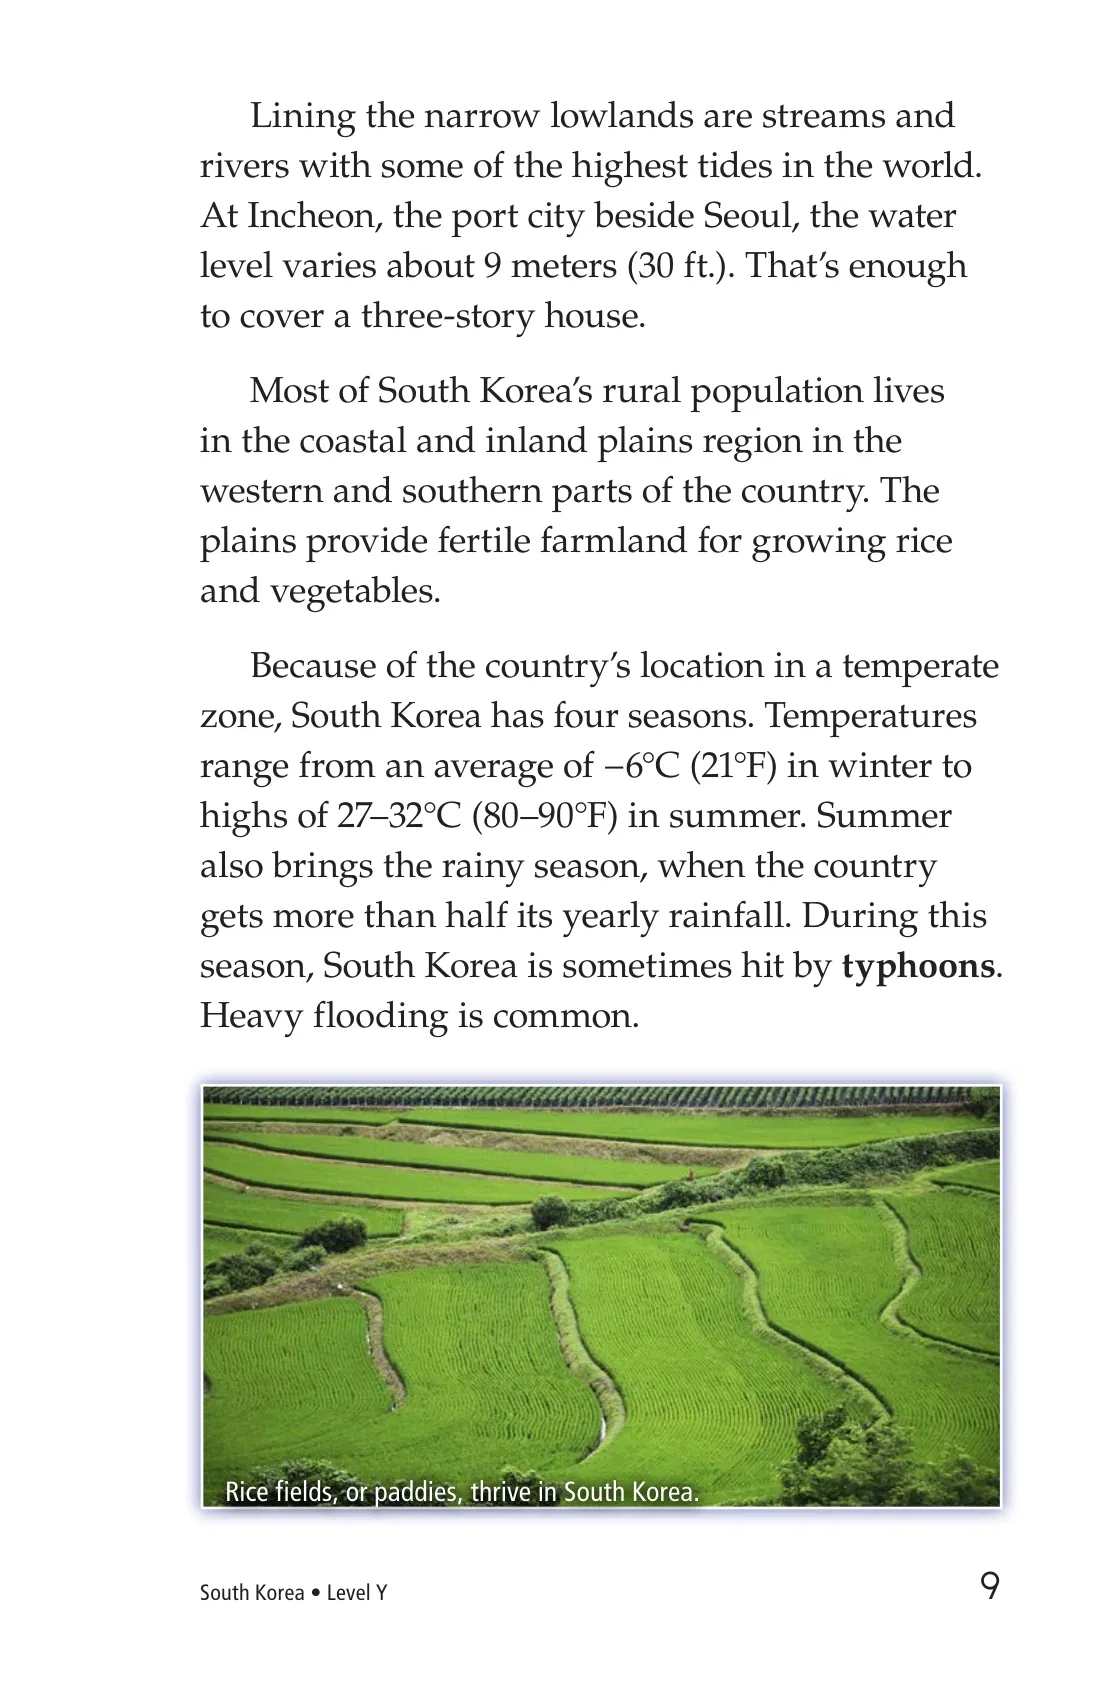 Lining the narrow lowlands are streams and
rivers with some of the highest tides in the world.
At Incheon, the port city beside Seoul, the water
level varies about 9 meters (30 ft.). That’s enough
to cover a three-story house.
Most of South Korea’s rural population lives
in the coastal and inland plains region in the
western and southern parts of the country. The
plains provide fertile farmland for growing rice
and vegetables.
Because of the country’s location in a temperate
zone, South Korea has four seasons. Temperatures
range from an average of –6°C (21°F) in winter to
highs of 27–32°C (80–90°F) in summer. Summer
also brings the rainy season, when the country
gets more than half its yearly rainfall. During this
season, South Korea is sometimes hit by typhoons.
Heavy flooding is common.
Rice fields, or paddies, thrive in South Korea.
South Korea • Level Y
9